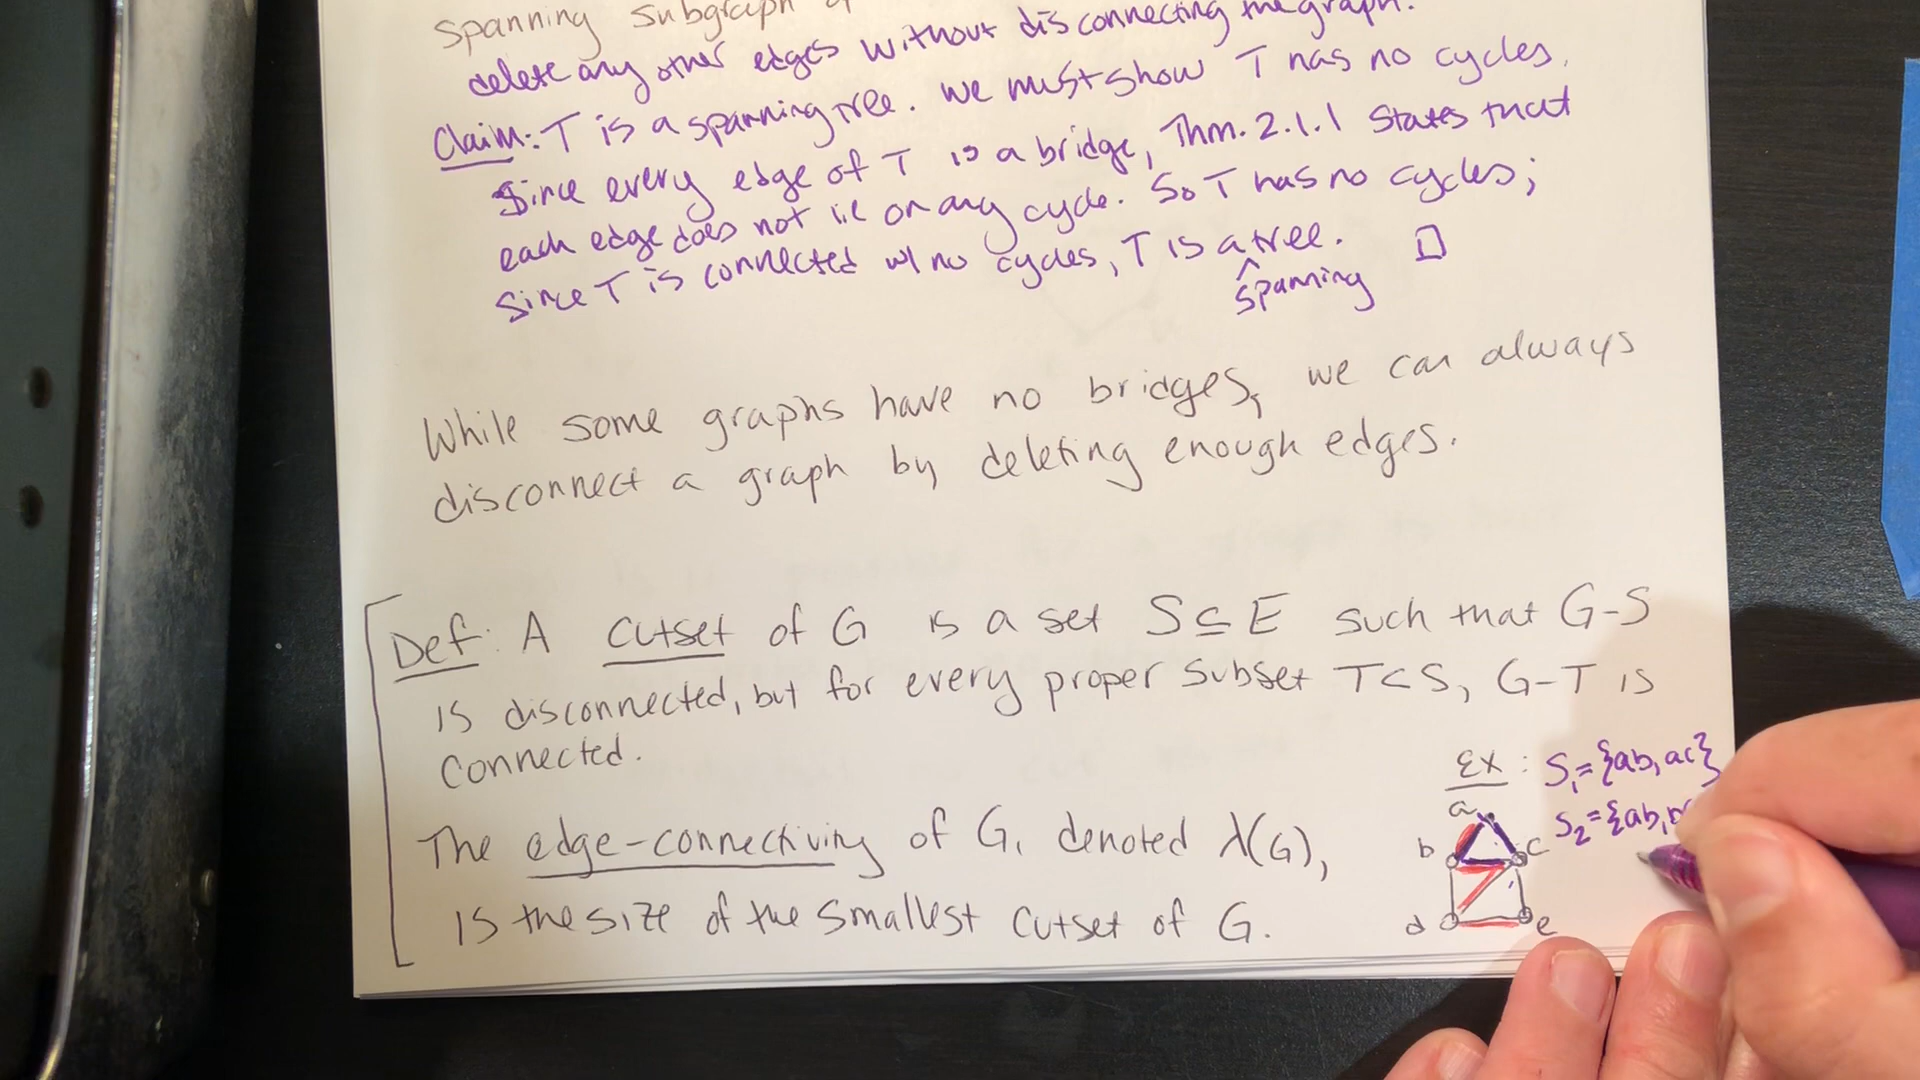 spanning subgraph
delete any other edges without disconnecting the graph.
Claim: T is a spanning tree. We must show T has no cycles.
Since every edge of T is a bridge, Thm. 2.1.1 states that
each edge does not lie on any cycle. So T has no cycles;
since T is connected w/ no cycles, T is a tree. □
^
spanning
While some graphs have no bridges, we can always
disconnect a graph by deleting enough edges.
Def: A cutset of G is a set S⊆E such that G-S
is disconnected, but for every proper subset T⊂S, G-T is
connected.
The edge-connectiving of G, denoted λ(G),
is the size of the smallest cutset of G.
Ex: S₁={ab,ac}
S₂={ab,
a
b c
d e